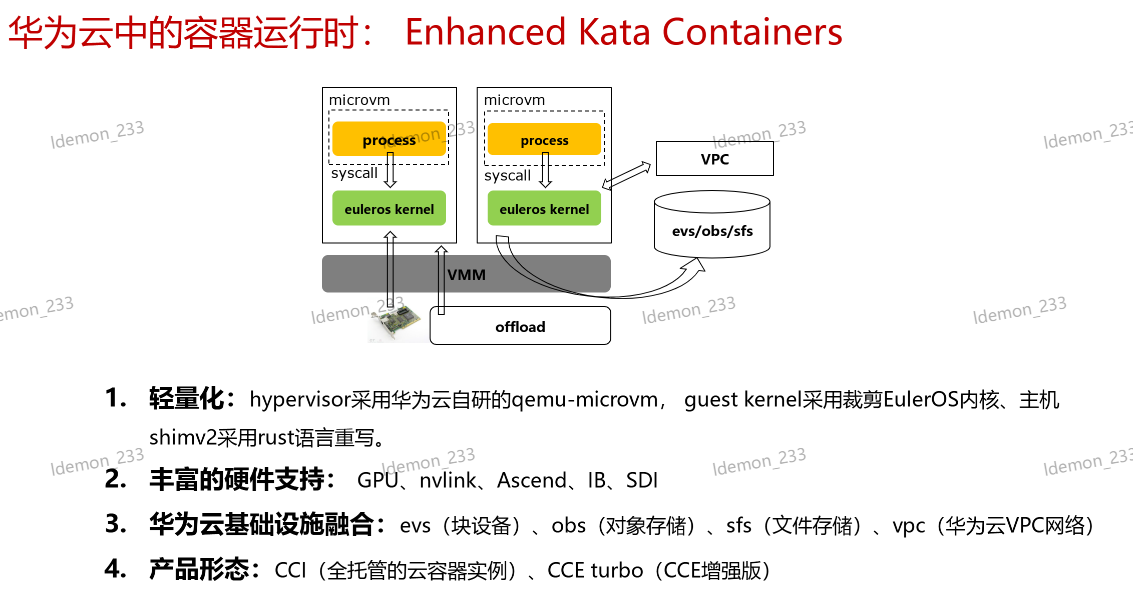 华为云中的容器运行时： Enhanced Kata Containers
microvm
microvm
ldemon_233
process
ldemon_233
process
ldemon_233
ldemon_233
VPC
syscall
syscall
euleros kernel
euleros kernel
evs/obs/sfs
VMM
emon_233
ldemon_233
ldemon_233
ldemon_233
offload
1. 轻量化：hypervisor采用华为云自研的qemu-microvm， guest kernel采用裁剪EulerOS内核、主机
shimv2采用rust语言重写。
ldemon_233
ldemon_233
ldemon_233
ldemon_233
2. 丰富的硬件支持： GPU、nvlink、Ascend、IB、SDI
3. 华为云基础设施融合：evs（块设备）、obs（对象存储）、sfs（文件存储）、vpc（华为云VPC网络）
4. 产品形态：CCI（全托管的云容器实例）、CCE turbo（CCE增强版）